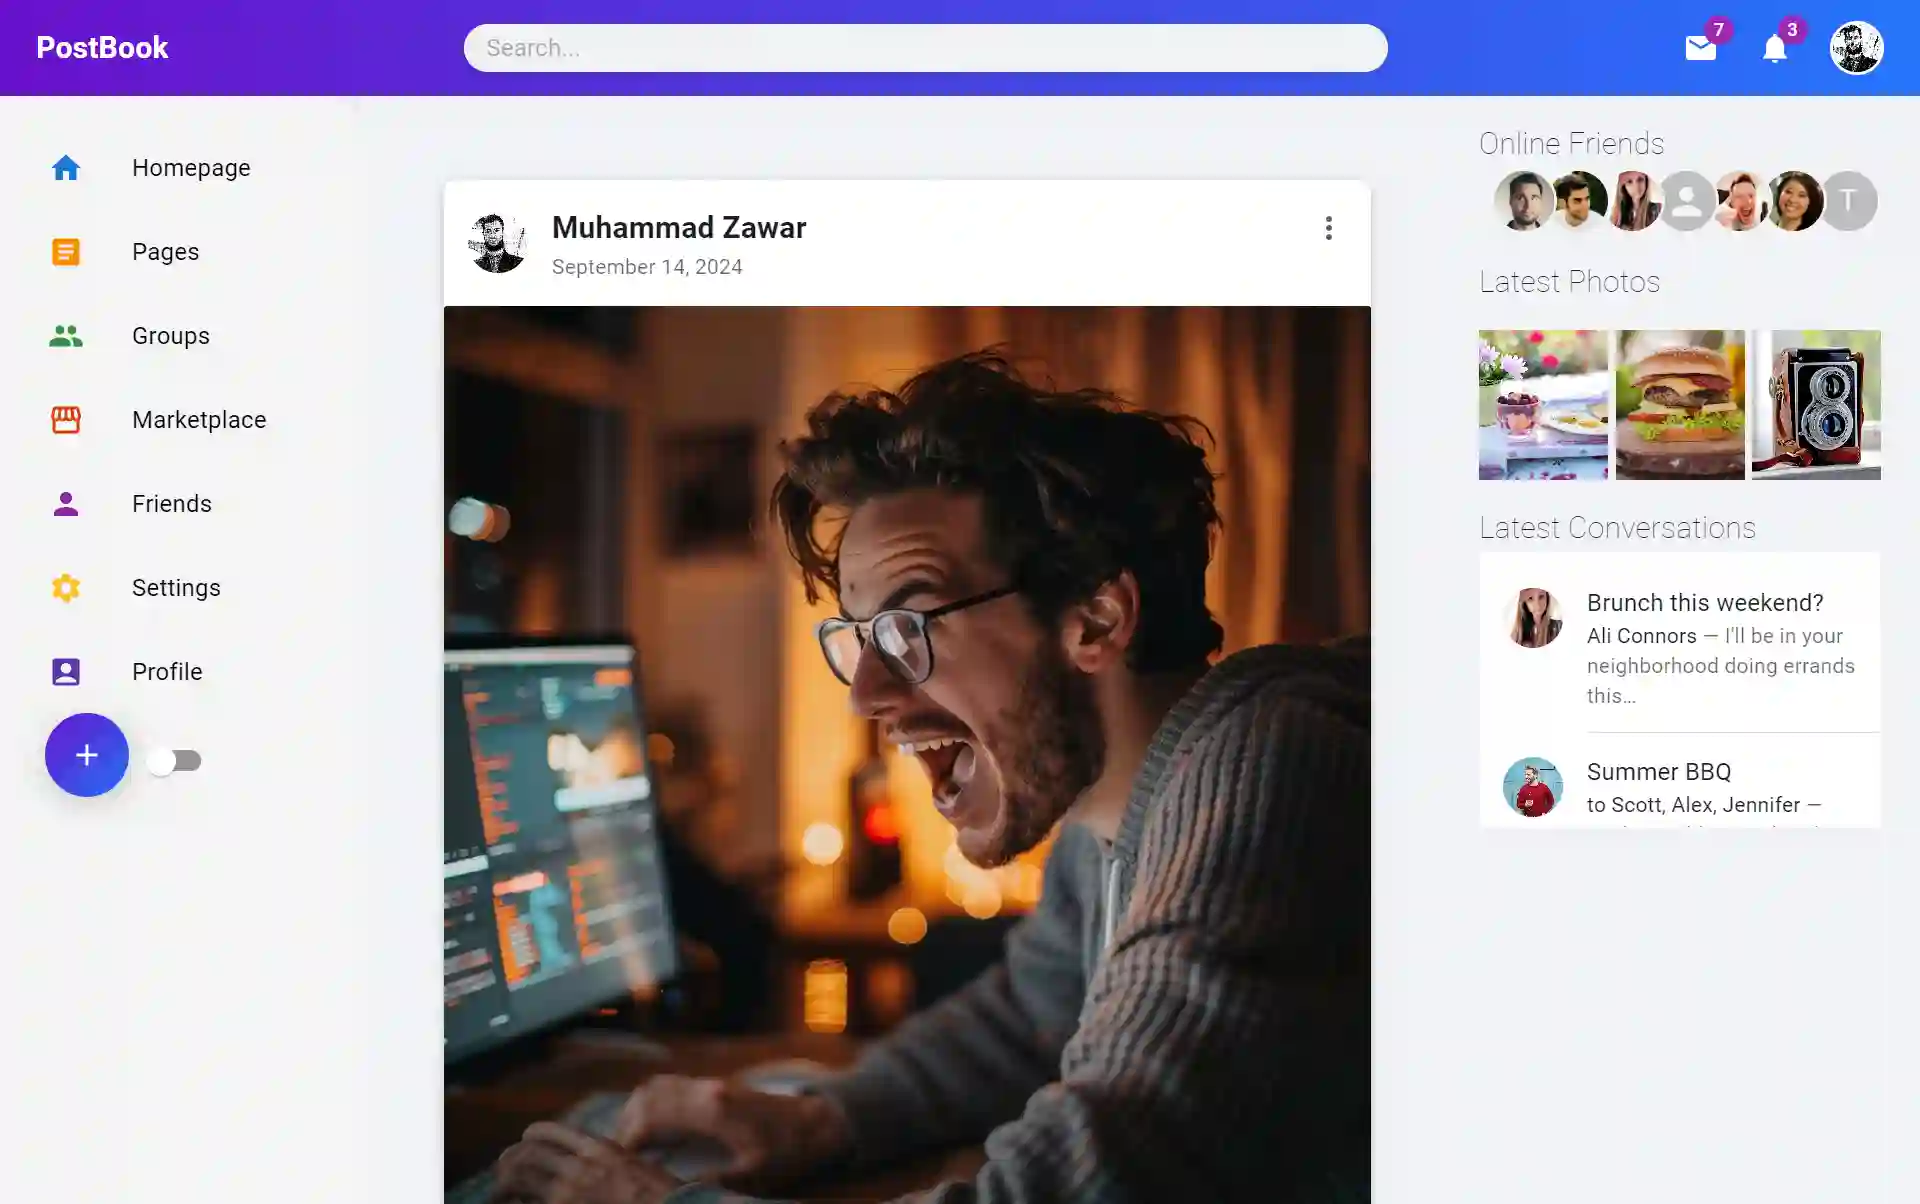 PostBook
Search...
7
3
Homepage
Pages
Groups
Marketplace
Friends
Settings
Profile
+
Muhammad Zawar
September 14, 2024
Online Friends
T
Latest Photos
Latest Conversations
Brunch this weekend?
Ali Connors — I'll be in your
neighborhood doing errands
this...
Summer BBQ
to Scott, Alex, Jennifer —